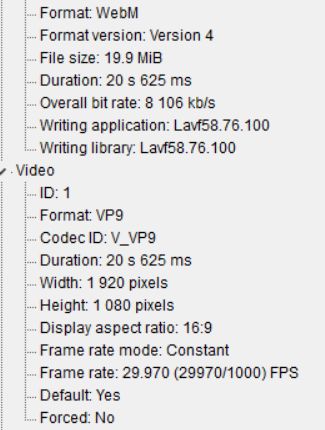 Format: WebM
Format version: Version 4
File size: 19.9 MiB
Duration: 20 s 625 ms
Overall bit rate: 8 106 kb/s
Writing application: Lavf58.76.100
Writing library: Lavf58.76.100
Video
ID: 1
Format: VP9
Codec ID: V_VP9
Duration: 20 s 625 ms
Width: 1 920 pixels
Height: 1 080 pixels
Display aspect ratio: 16:9
Frame rate mode: Constant
Frame rate: 29.970 (29970/1000) FPS
Default: Yes
Forced: No